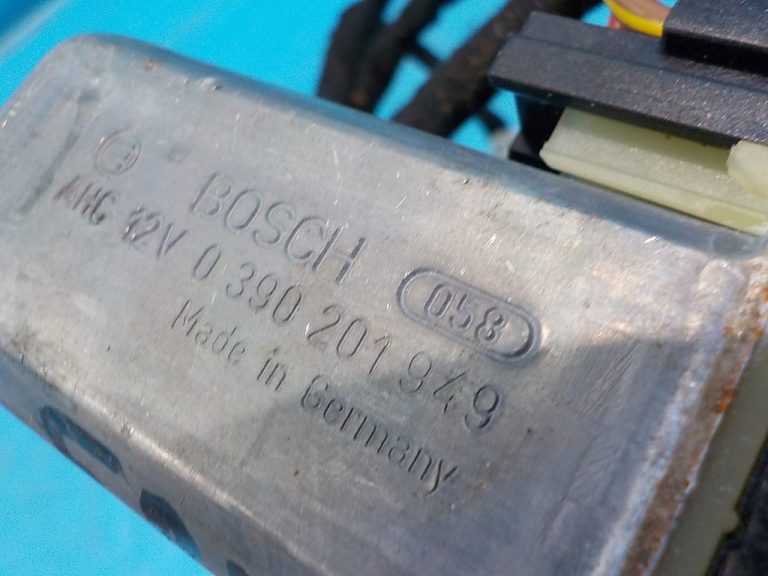 BOSCH
058
AHC 12V 0 390 201 949
Made in Germany